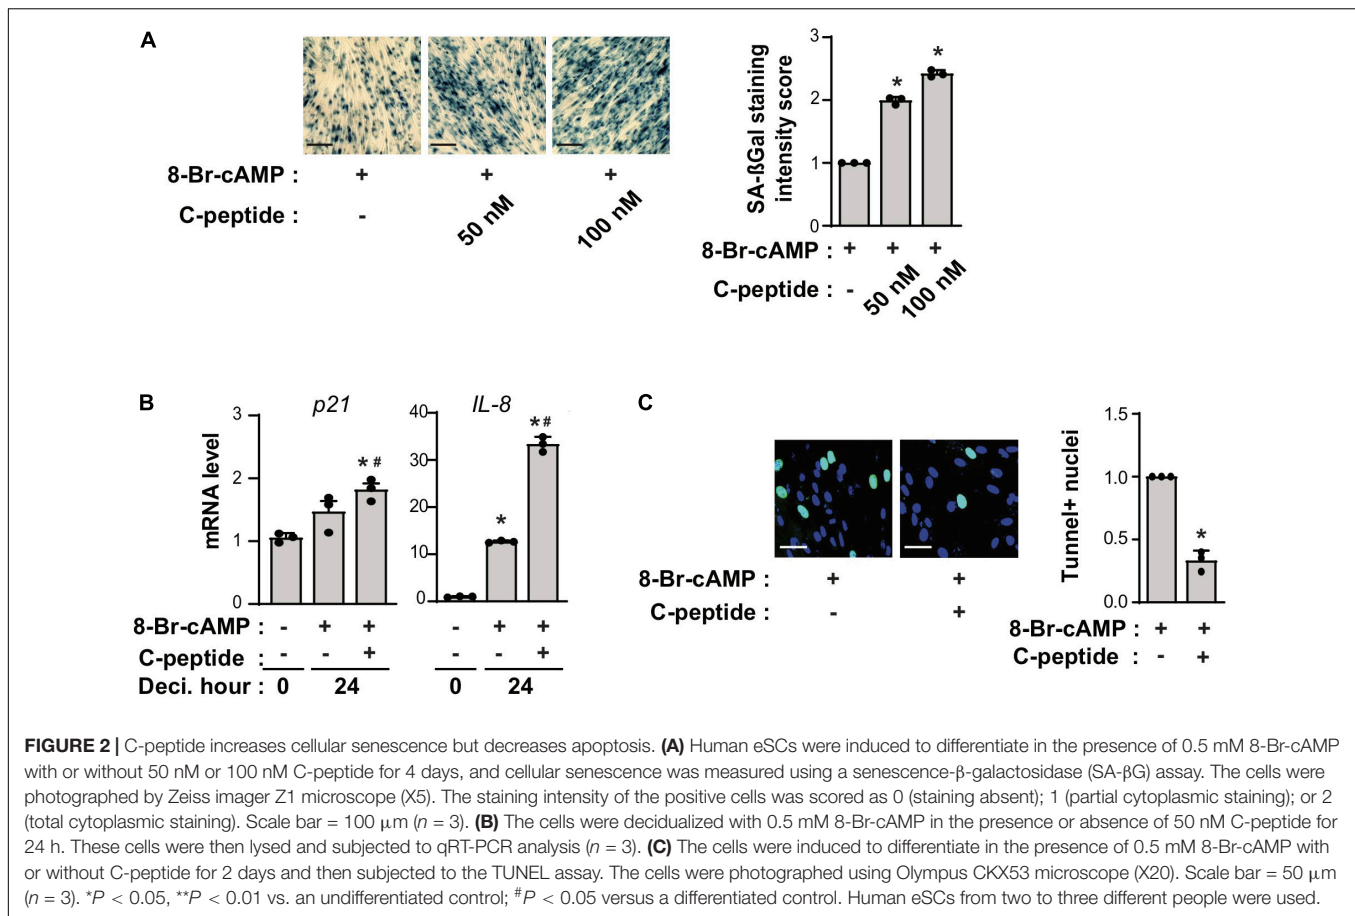 A
8-Br-cAMP : + + +
C-peptide : - 50 nM 100 nM
SA-ßGal staining
intensity score
3
2
1
0
* *
8-Br-cAMP : + + +
C-peptide : - 50 nM 100 nM
B
p21
mRNA level
3
2
1
0
*#
IL-8
40
30
20
10
0
*
*#
8-Br-cAMP : - + + - + +
C-peptide : - - + - - +
Deci. hour : 0 24 0 24
C
8-Br-cAMP : + +
C-peptide : - +
Tunnel+ nuclei
1.5
1.0
0.5
0.0
*
8-Br-cAMP : + +
C-peptide : - +
FIGURE 2 | C-peptide increases cellular senescence but decreases apoptosis. (A) Human eSCs were induced to differentiate in the presence of 0.5 mM 8-Br-cAMP
with or without 50 nM or 100 nM C-peptide for 4 days, and cellular senescence was measured using a senescence-β-galactosidase (SA-βG) assay. The cells were
photographed by Zeiss imager Z1 microscope (X5). The staining intensity of the positive cells was scored as 0 (staining absent); 1 (partial cytoplasmic staining); or 2
(total cytoplasmic staining). Scale bar = 100 μm (n = 3). (B) The cells were decidualized with 0.5 mM 8-Br-cAMP in the presence or absence of 50 nM C-peptide for
24 h. These cells were then lysed and subjected to qRT-PCR analysis (n = 3). (C) The cells were induced to differentiate in the presence of 0.5 mM 8-Br-cAMP with
or without C-peptide for 2 days and then subjected to the TUNEL assay. The cells were photographed using Olympus CKX53 microscope (X20). Scale bar = 50 μm
(n = 3). *P < 0.05, **P < 0.01 vs. an undifferentiated control; #P < 0.05 versus a differentiated control. Human eSCs from two to three different people were used.